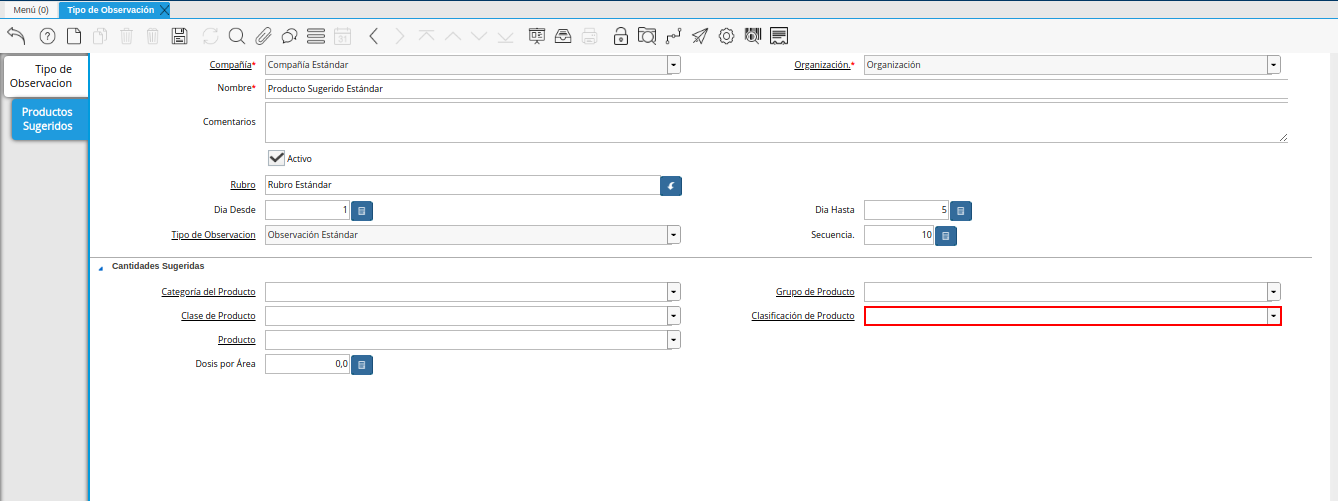 Menú (0) Tipo de Observación
31
Tipo de
Observacion
Productos
Sugeridos
Compañía* Compañía Estándar Organización.* Organización
Nombre* Producto Sugerido Estándar
Comentarios
Activo
Rubro Rubro Estándar
Dia Desde 1 Dia Hasta 5
Tipo de Observacion Observación Estándar Secuencia. 10
Cantidades Sugeridas
Categoría del Producto Grupo de Producto
Clase de Producto Clasificación de Producto
Producto
Dosis por Área 0,0